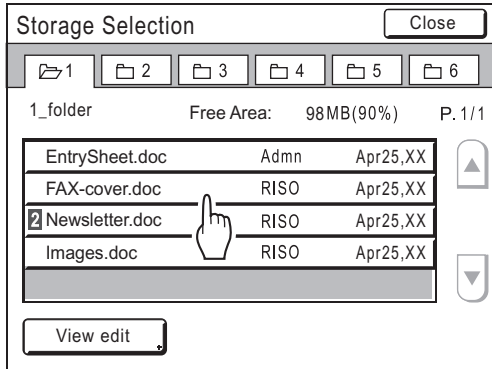 Storage Selection Close
1 2 3 4 5 6
1_folder Free Area: 98MB(90%) P.1/1
EntrySheet.doc Admn Apr25,XX
FAX-cover.doc RISO Apr25,XX
2 Newsletter.doc RISO Apr25,XX
Images.doc RISO Apr25,XX
View edit